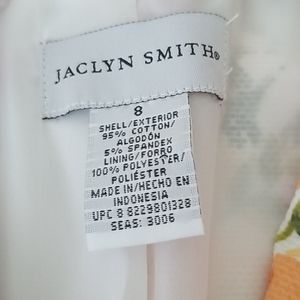 JACLYN SMITH®
8
SHELL/EXTERIOR
95% COTTON/
ALGODÓN
5% SPANDEX
LINING/FORRO
100% POLYESTER/
POLIÉSTER
MADE IN/HECHO EN
INDONESIA
UPC 8 8229801328
SEAS: 3006